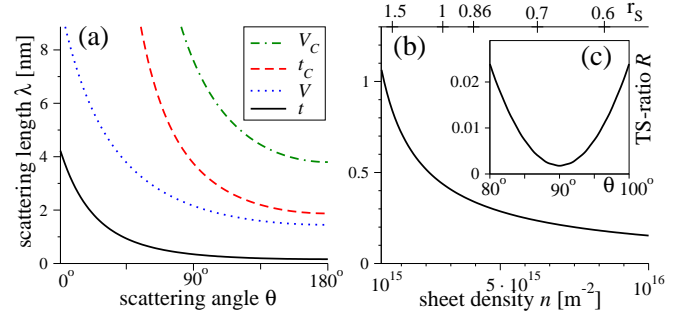 (a)
8
6
4
2
0
scattering length λ [nm]
V_C
t_C
V
t
0°
90°
180°
scattering angle θ
1.5
1
0.86
0.7
0.6
r_S
(b)
1
0.5
0
(c)
0.02
0.01
0
80°
θ
90°
100°
TS-ratio R
10^15
5 · 10^15
10^16
sheet density n [m^-2]